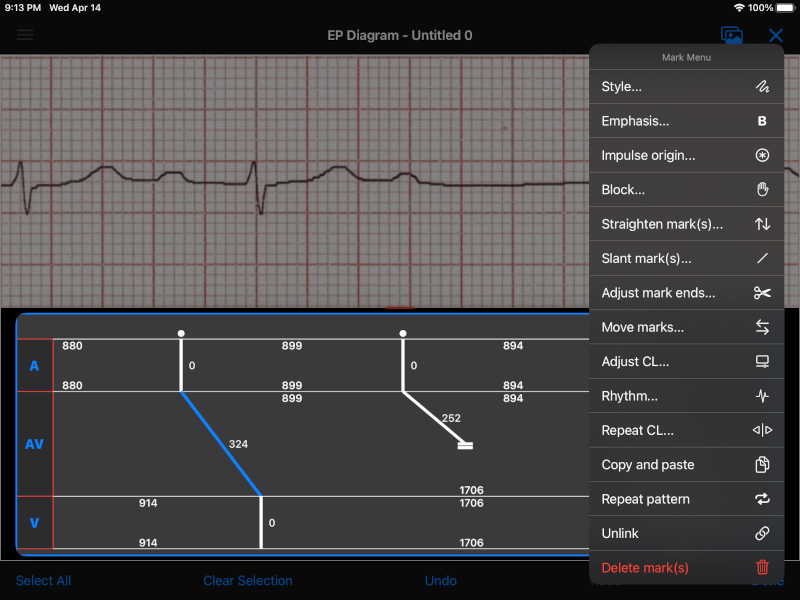 9:13 PM Wed Apr 14
100%
EP Diagram - Untitled 0
Mark Menu
Style...
Emphasis...
B
Impulse origin...
Block...
Straighten mark(s)...
Slant mark(s)...
Adjust mark ends...
Move marks...
Adjust CL...
Rhythm...
Repeat CL...
Copy and paste
Repeat pattern
Unlink
Delete mark(s)
880 899 894
A 0 0
880 899 894
899 894
252
AV 324
1706
914 1706
V 0
914 1706
Select All Clear Selection Undo